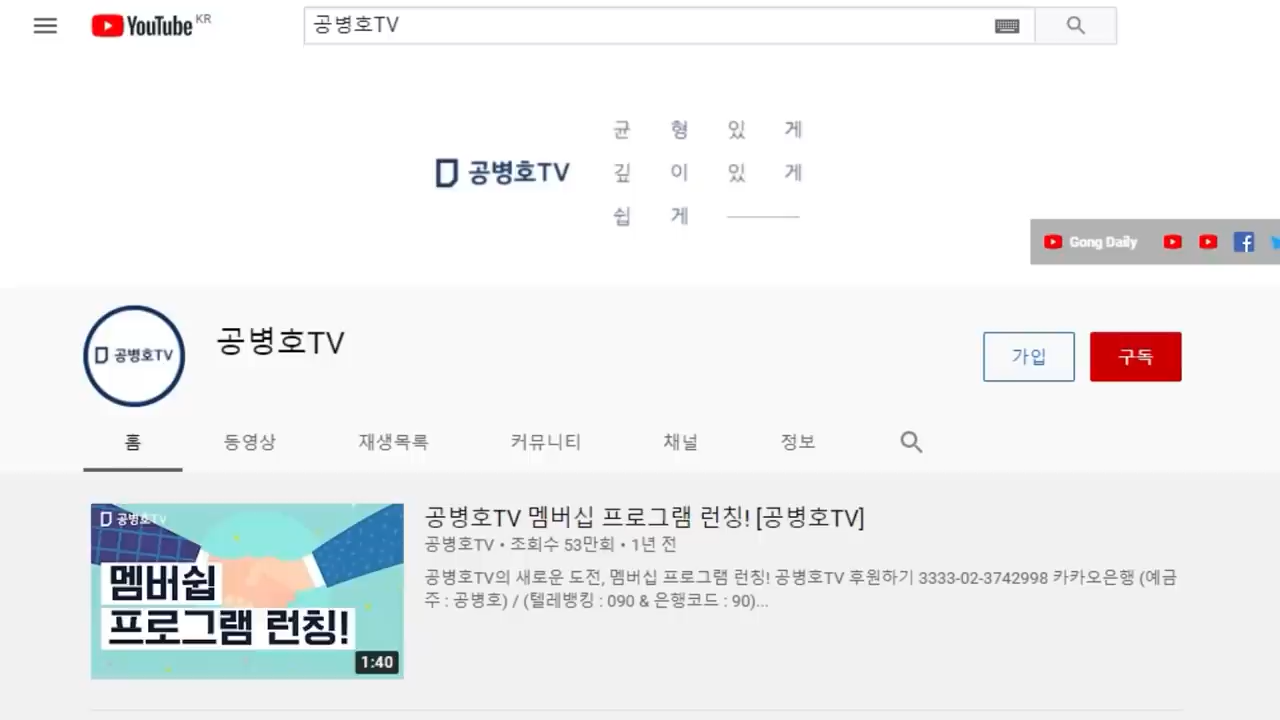 YouTube KR
공병호TV
균 형 있 게
공병호TV
깊 이 있 게
쉽 게
Gong Daily
공병호TV
공병호TV
가입
구독
홈 동영상 재생목록 커뮤니티 채널 정보
공병호TV
멤버쉽
프로그램 런칭!
1:40
공병호TV 멤버십 프로그램 런칭! [공병호TV]
공병호TV • 조회수 53만회 • 1년 전
공병호TV의 새로운 도전, 멤버십 프로그램 런칭! 공병호TV 후원하기 3333-02-3742998 카카오은행 (예금
주 : 공병호) / (텔레뱅킹 : 090 & 은행코드 : 90)...